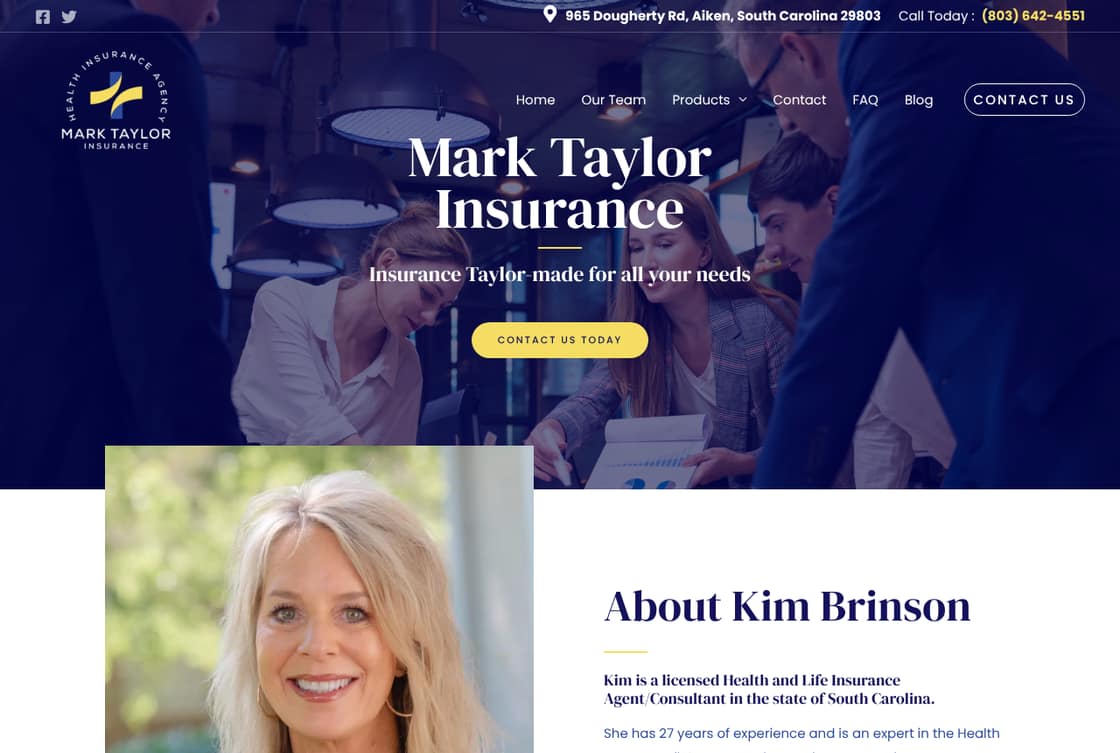 965 Dougherty Rd, Aiken, South Carolina 29803
Call Today : (803) 642-4551
HEALTH INSURANCE AGENCY
MARK TAYLOR
INSURANCE
Home
Our Team
Products
Contact
FAQ
Blog
CONTACT US
Mark Taylor
Insurance
Insurance Taylor-made for all your needs
CONTACT US TODAY
About Kim Brinson
Kim is a licensed Health and Life Insurance
Agent/Consultant in the state of South Carolina.
She has 27 years of experience and is an expert in the Health